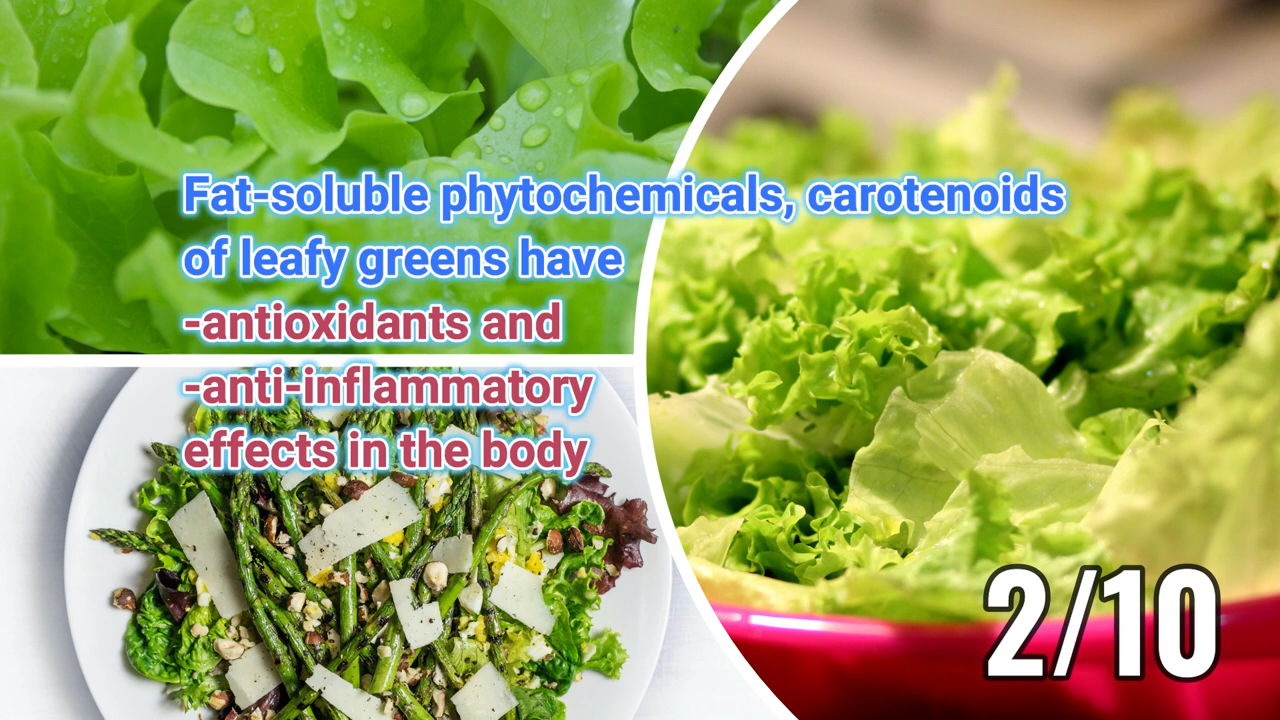 Fat-soluble phytochemicals, carotenoids
of leafy greens have
-antioxidants and
-anti-inflammatory
effects in the body
2/10